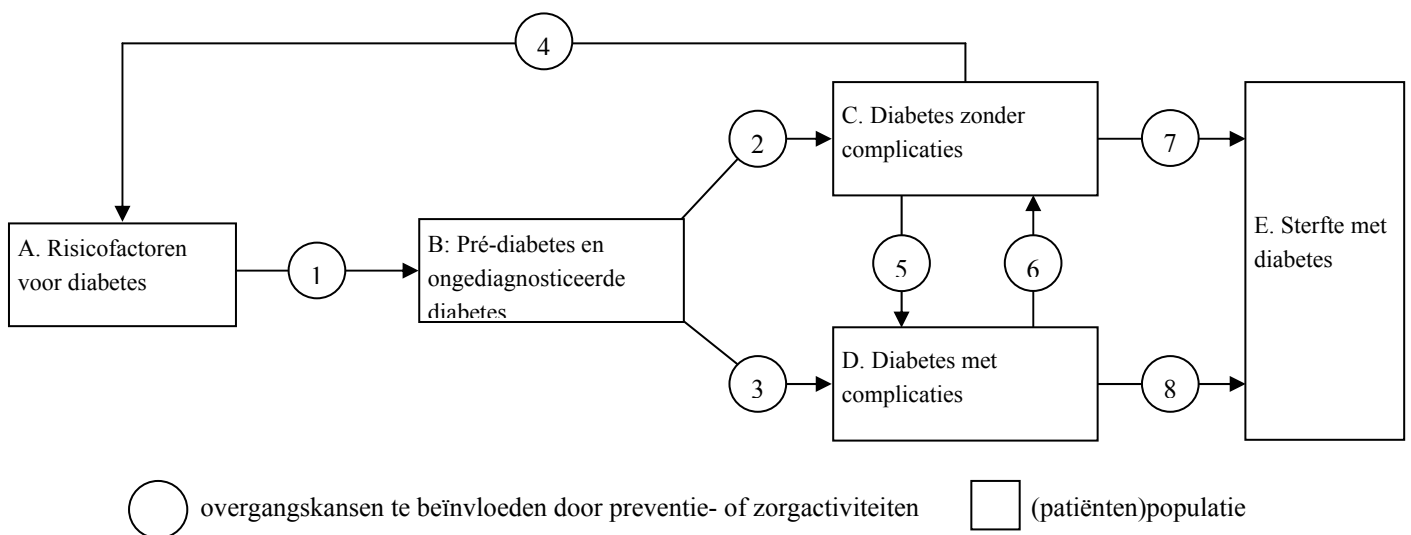 4
2
C. Diabetes zonder
complicaties
7
A. Risicofactoren
voor diabetes
1
B: Pré-diabetes en
ongediagnosticeerde
diabetes
5
6
E. Sterfte met
diabetes
3
D. Diabetes met
complicaties
8
overgangskansen te beïnvloeden door preventie- of zorgactiviteiten
(patiënten)populatie